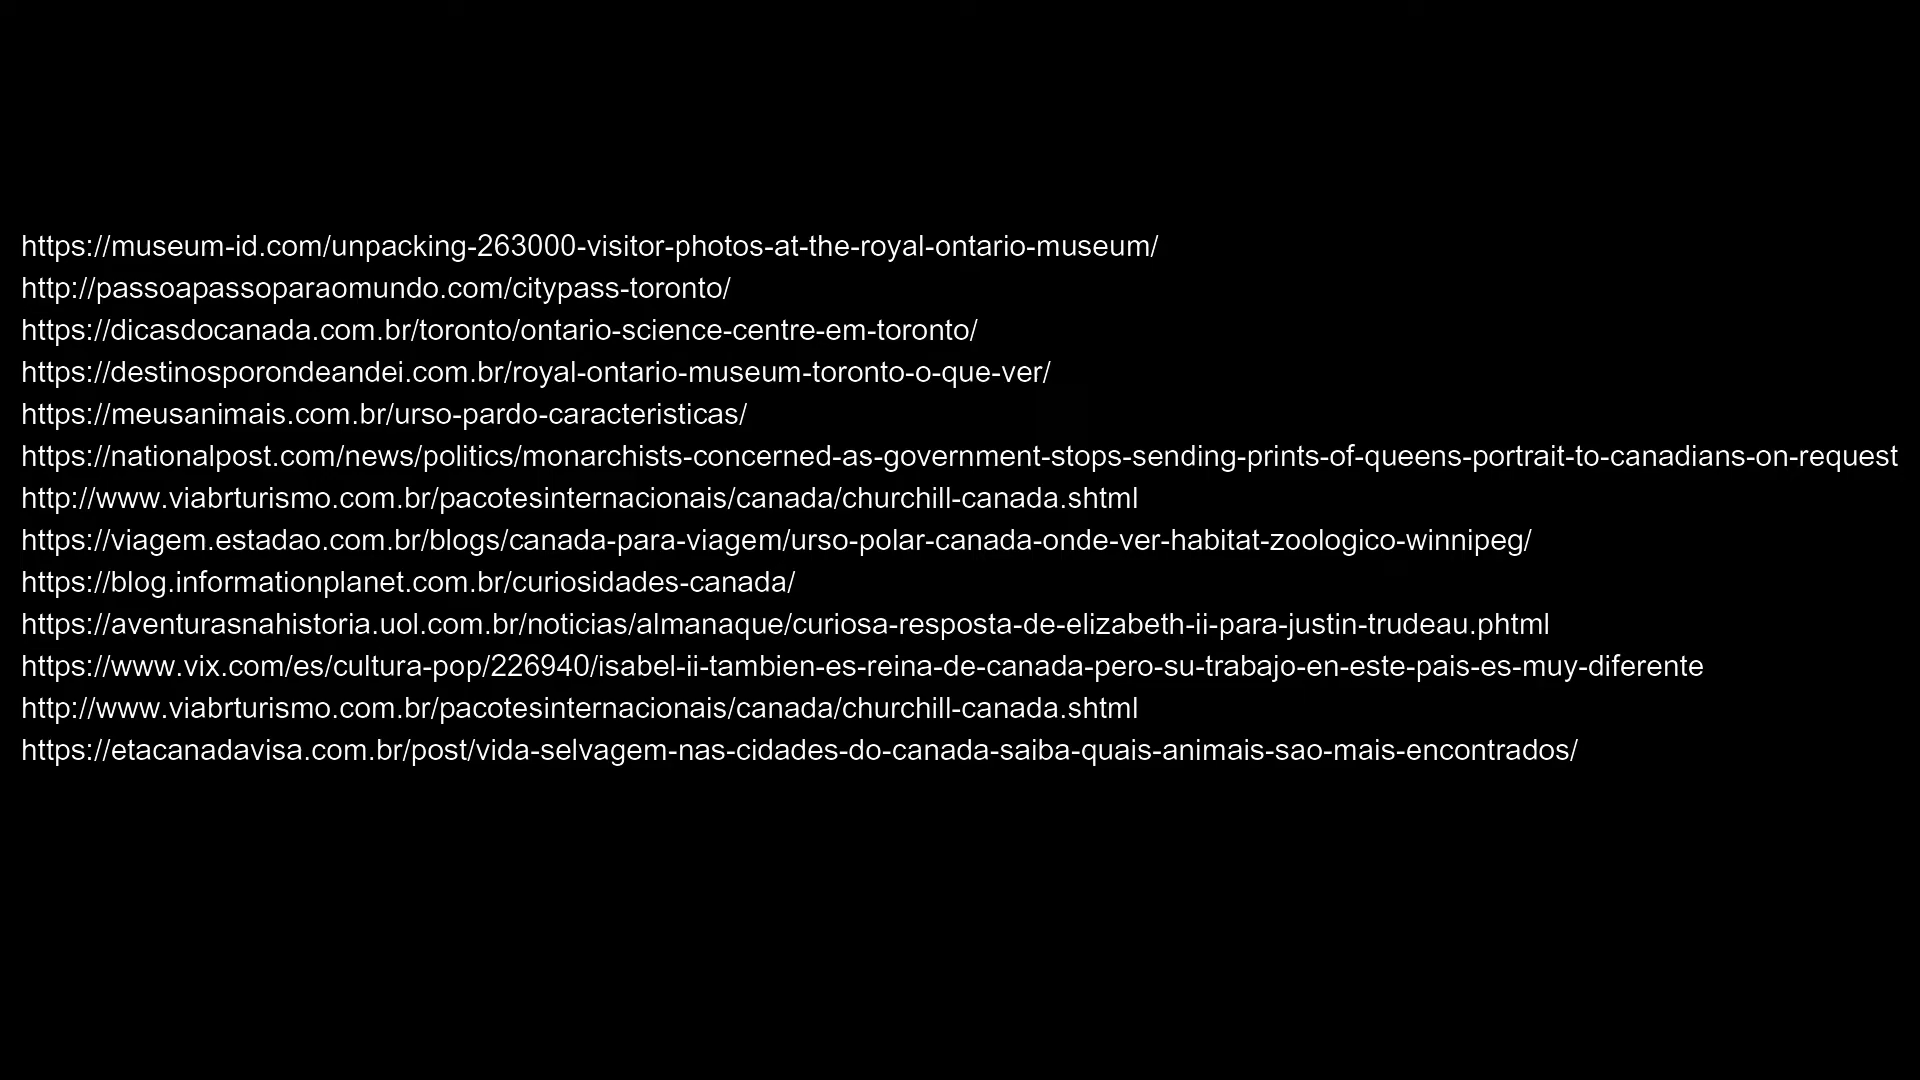 https://museum-id.com/unpacking-263000-visitor-photos-at-the-royal-ontario-museum/
http://passoapassoparaomundo.com/citypass-toronto/
https://dicasdocanada.com.br/toronto/ontario-science-centre-em-toronto/
https://destinosporondeandei.com.br/royal-ontario-museum-toronto-o-que-ver/
https://meusanimais.com.br/urso-pardo-caracteristicas/
https://nationalpost.com/news/politics/monarchists-concerned-as-government-stops-sending-prints-of-queens-portrait-to-canadians-on-request
http://www.viabrturismo.com.br/pacotesinternacionais/canada/churchill-canada.shtml
https://viagem.estadao.com.br/blogs/canada-para-viagem/urso-polar-canada-onde-ver-habitat-zoologico-winnipeg/
https://blog.informationplanet.com.br/curiosidades-canada/
https://aventurasnahistoria.uol.com.br/noticias/almanaque/curiosa-resposta-de-elizabeth-ii-para-justin-trudeau.phtml
https://www.vix.com/es/cultura-pop/226940/isabel-ii-tambien-es-reina-de-canada-pero-su-trabajo-en-este-pais-es-muy-diferente
http://www.viabrturismo.com.br/pacotesinternacionais/canada/churchill-canada.shtml
https://etacanadavisa.com.br/post/vida-selvagem-nas-cidades-do-canada-saiba-quais-animais-sao-mais-encontrados/